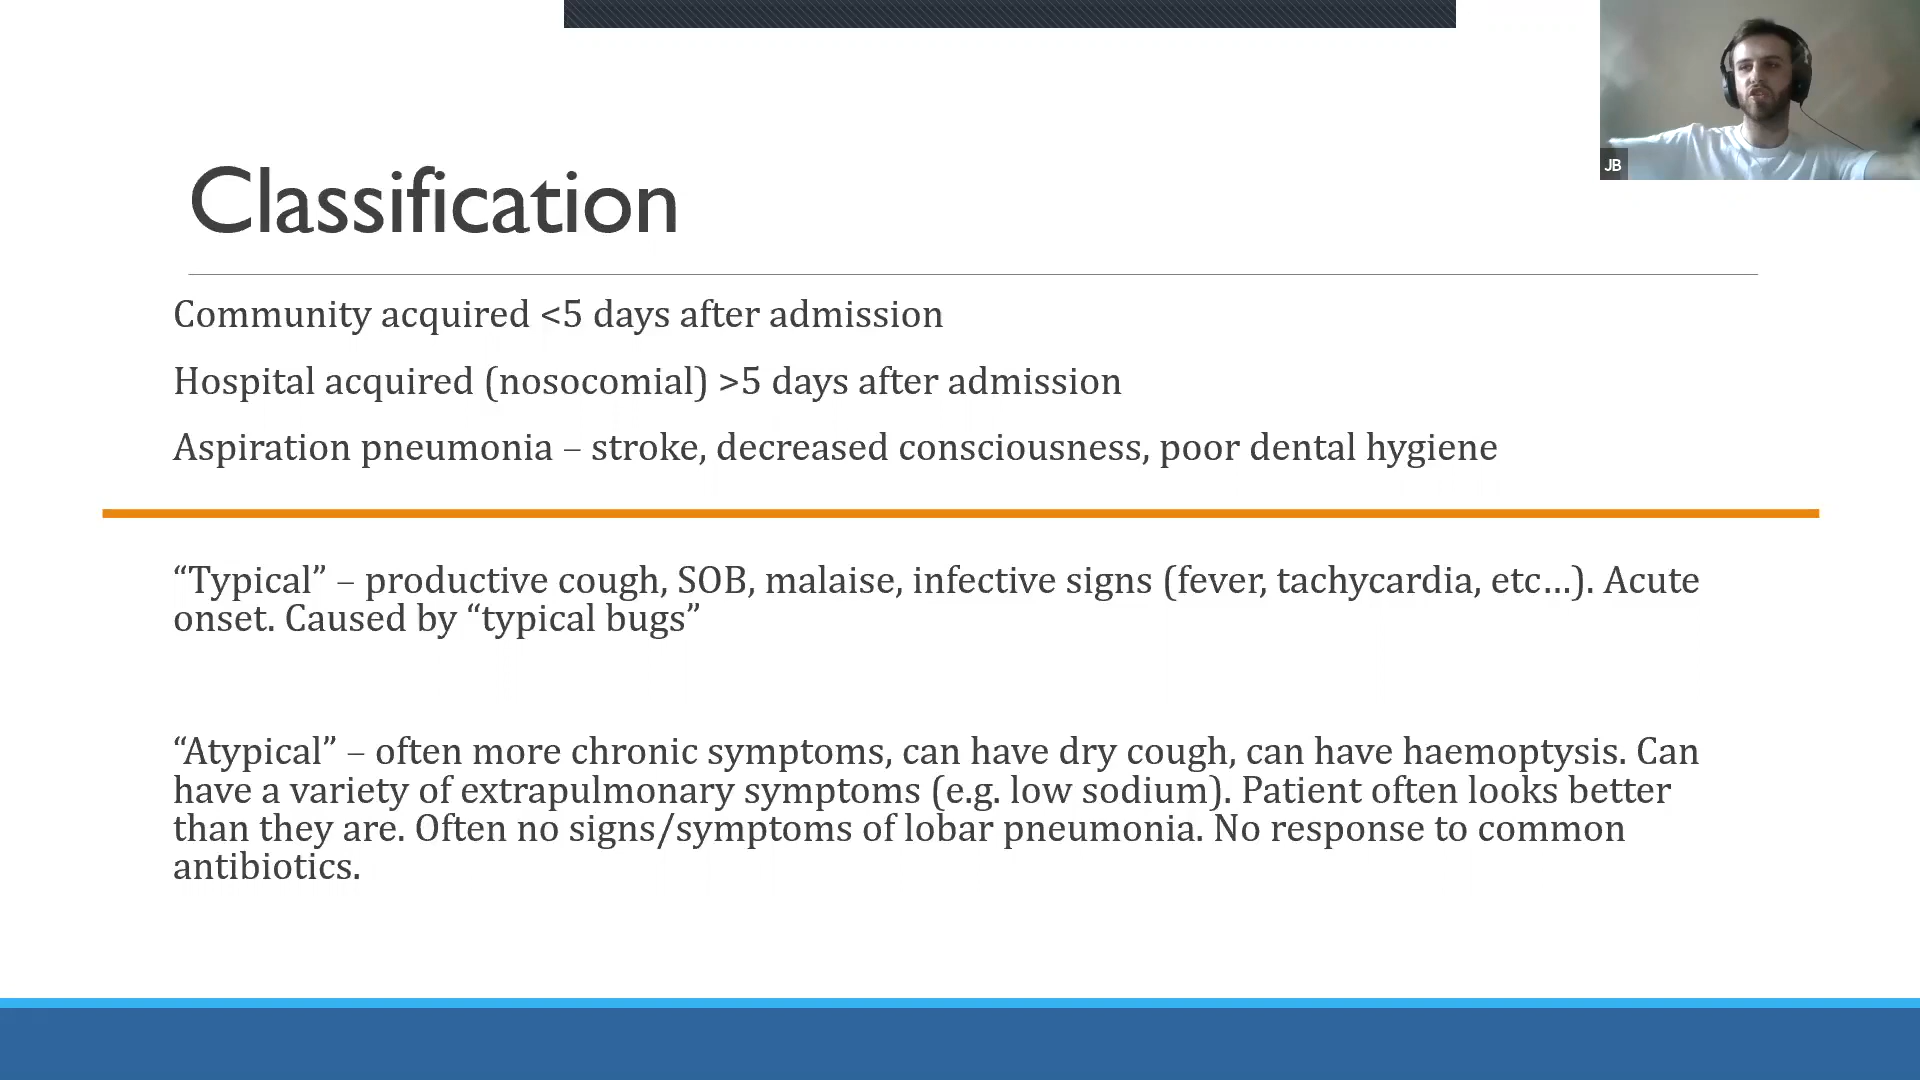 JB
Classification
Community acquired <5 days after admission
Hospital acquired (nosocomial) >5 days after admission
Aspiration pneumonia – stroke, decreased consciousness, poor dental hygiene
“Typical” – productive cough, SOB, malaise, infective signs (fever, tachycardia, etc…). Acute
onset. Caused by “typical bugs”
“Atypical” – often more chronic symptoms, can have dry cough, can have haemoptysis. Can
have a variety of extrapulmonary symptoms (e.g. low sodium). Patient often looks better
than they are. Often no signs/symptoms of lobar pneumonia. No response to common
antibiotics.